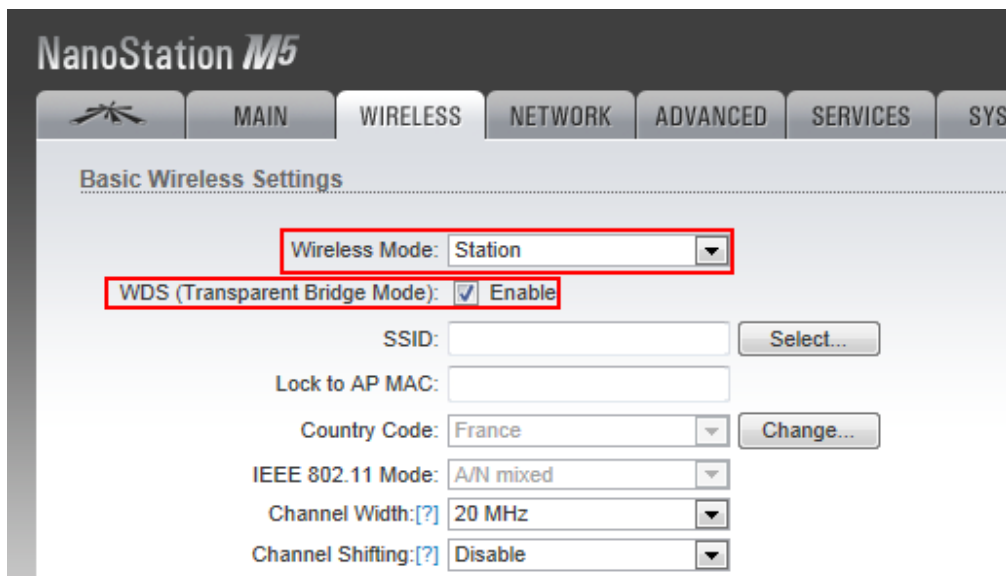 NanoStation M5
MAIN WIRELESS NETWORK ADVANCED SERVICES
Basic Wireless Settings
Wireless Mode: Station
WDS (Transparent Bridge Mode): Enable
SSID: Select...
Lock to AP MAC:
Country Code: France Change...
IEEE 802.11 Mode: A/N mixed
Channel Width:[?] 20 MHz
Channel Shifting:[?] Disable